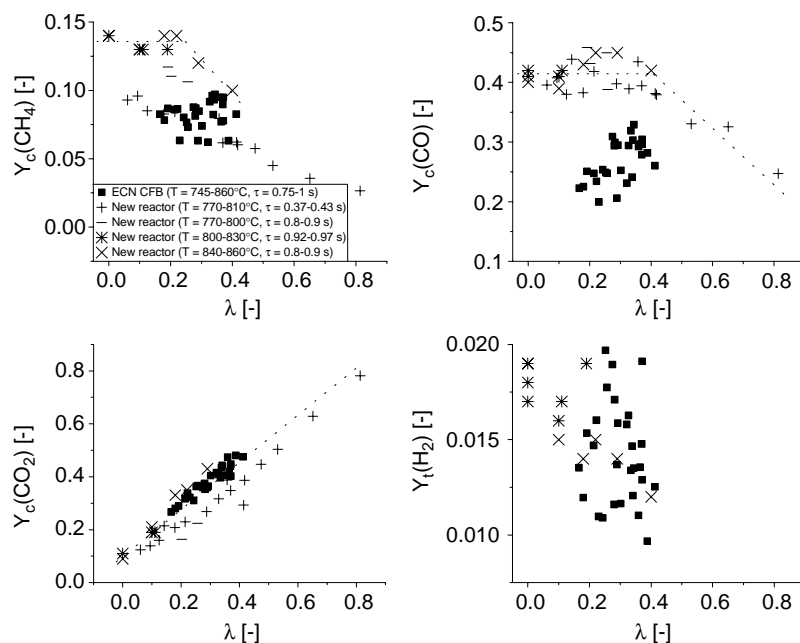 0.15
0.10
0.05
0.00
Y_c(CH_4) [-]
ECN CFB (T = 745-860°C, τ = 0.75-1 s)
New reactor (T = 770-810°C, τ = 0.37-0.43 s)
New reactor (T = 770-800°C, τ = 0.8-0.9 s)
New reactor (T = 800-830°C, τ = 0.92-0.97 s)
New reactor (T = 840-860°C, τ = 0.8-0.9 s)
0.0 0.2 0.4 0.6 0.8
λ [-]
0.5
0.4
0.3
0.2
0.1
Y_c(CO) [-]
0.0 0.2 0.4 0.6 0.8
λ [-]
0.8
0.6
0.4
0.2
0.0
Y_c(CO_2) [-]
0.0 0.2 0.4 0.6 0.8
λ [-]
0.020
0.015
0.010
Y_t(H_2) [-]
0.0 0.2 0.4 0.6 0.8
λ [-]